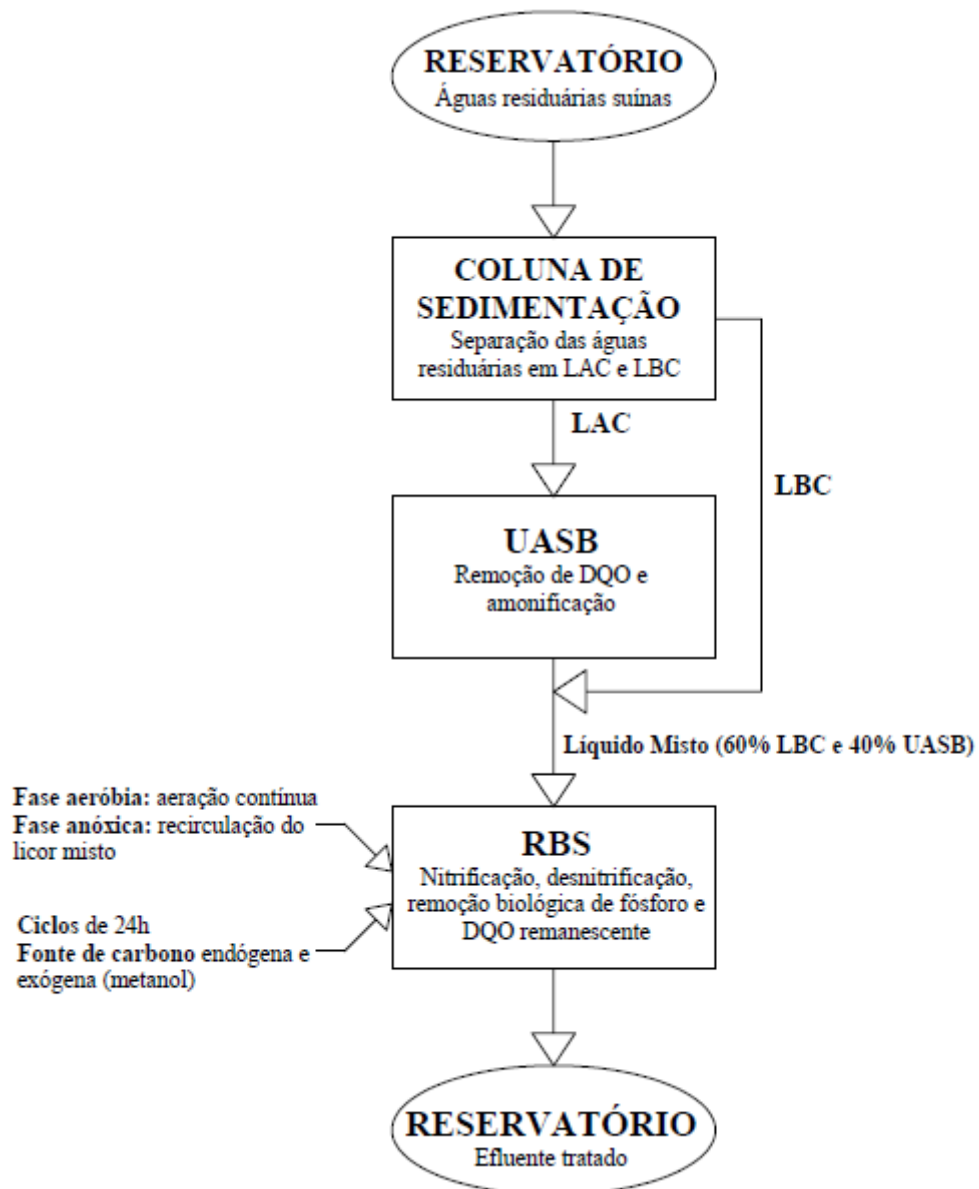 RESERVATÓRIO
Águas residuárias suínas
COLUNA DE
SEDIMENTAÇÃO
Separação das águas
residuárias em LAC e LBC
LAC
LBC
UASB
Remoção de DQO e
amonificação
Líquido Misto (60% LBC e 40% UASB)
Fase aeróbia: aeração contínua
Fase anóxica: recirculação do
licor misto
Ciclos de 24h
Fonte de carbono endógena e
exógena (metanol)
RBS
Nitrificação, desnitrificação,
remoção biológica de fósforo e
DQO remanescente
RESERVATÓRIO
Efluente tratado